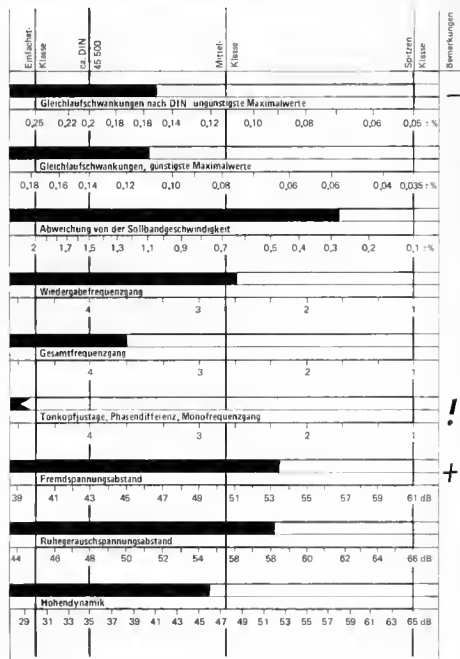 Einfachst-
Klasse
ca. DIN
45 500
Mittel-
Klasse
Spitzen
Klasse
Bemerkungen
–
Gleichlaufschwankungen nach DIN ungünstigste Maximalwerte
0,25 0,22 0,2 0,18 0,16 0,14 0,12 0,10 0,08 0,06 0,05 ±%
Gleichlaufschwankungen, günstigste Maximalwerte
0,18 0,16 0,14 0,12 0,10 0,08 0,06 0,06 0,04 0,035 ±%
Abweichung von der Sollbandgeschwindigkeit
2 1,7 1,5 1,3 1,1 0,9 0,7 0,5 0,4 0,3 0,2 0,1 ±%
Wiedergabefrequenzgang
4 3 2 1
Gesamtfrequenzgang
4 3 2 1
Tonkopfjustage, Phasendifferenz, Monofrequenzgang
!
4 3 2 1
Fremdspannungsabstand
+
39 41 43 45 47 49 51 53 55 57 59 61 dB
Ruhegeräuschspannungsabstand
44 46 48 50 52 54 56 58 60 62 64 66 dB
Höhendynamik
29 31 33 35 37 39 41 43 45 47 49 51 53 55 57 59 61 63 65 dB